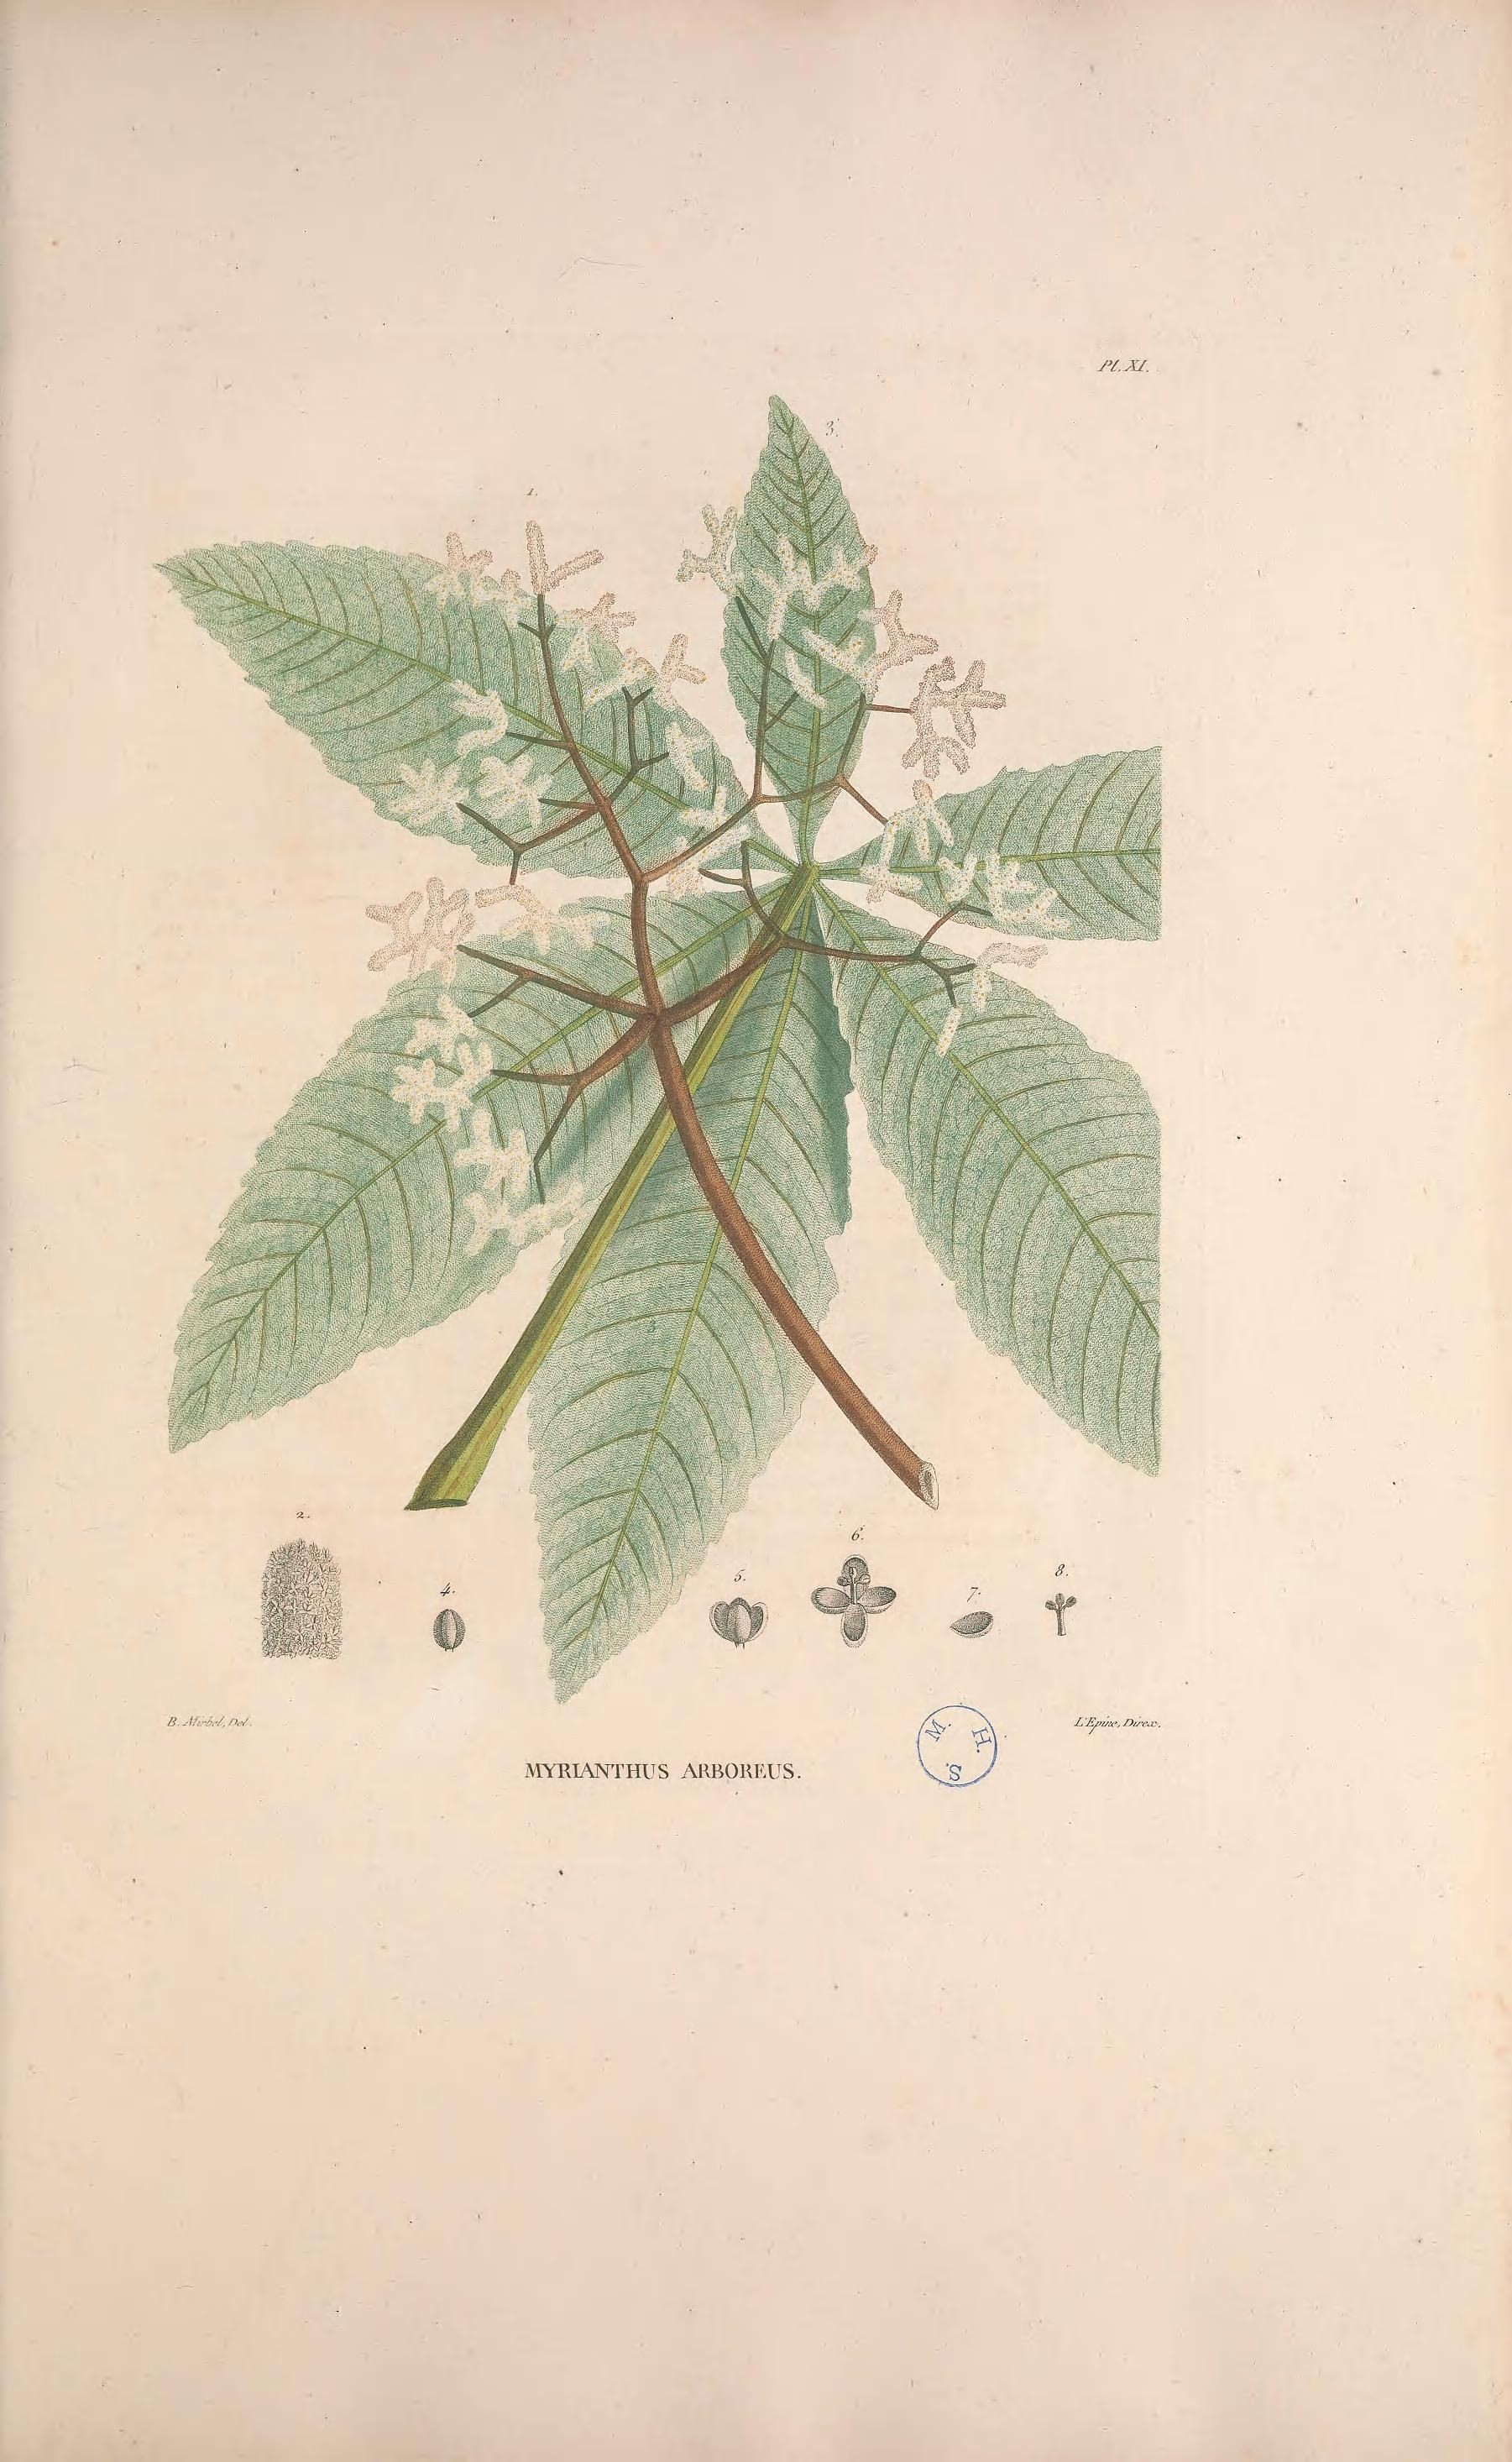 Pl. XI.
3.
1.
2.
4.
5.
6.
7.
8.
B. Mirbel, Del.
L'Epine, Direx.
M. H. S.
MYRIANTHUS ARBOREUS.